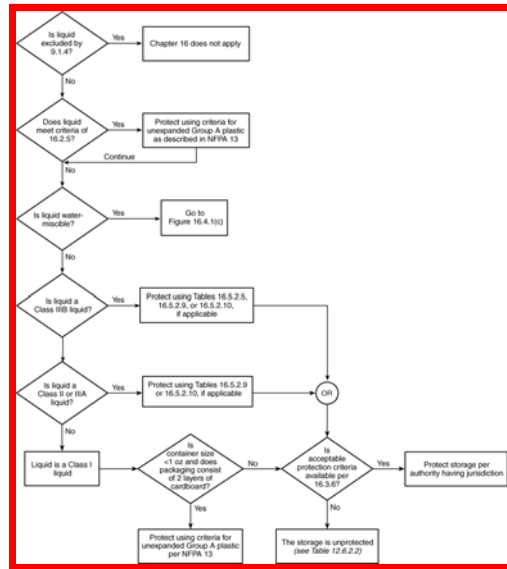 Is liquid
excluded by
9.1.4?
Yes
Chapter 16 does not apply
No
Does liquid
meet criteria of
16.2.5?
Yes
Protect using criteria for
unexpanded Group A plastic
as described in NFPA 13
Continue
No
Is liquid water-
miscible?
Yes
Go to
Figure 16.4.1(c)
No
Is liquid a
Class IIIB liquid?
Yes
Protect using Tables 16.5.2.5,
16.5.2.9, or 16.5.2.10,
if applicable
Is liquid a
Class II or IIIA
liquid?
Yes
Protect using Tables 16.5.2.9
or 16.5.2.10, if applicable
OR
No
Liquid is a Class I
liquid
Is
container size
<1 oz and does
packaging consist
of 2 layers of
cardboard?
No
Is
acceptable
protection criteria
available per
16.3.6?
Yes
Protect storage per
authority having jurisdiction
Yes
Protect using criteria for
unexpanded Group A plastic
per NFPA 13
No
The storage is unprotected
(see Table 12.6.2.2)